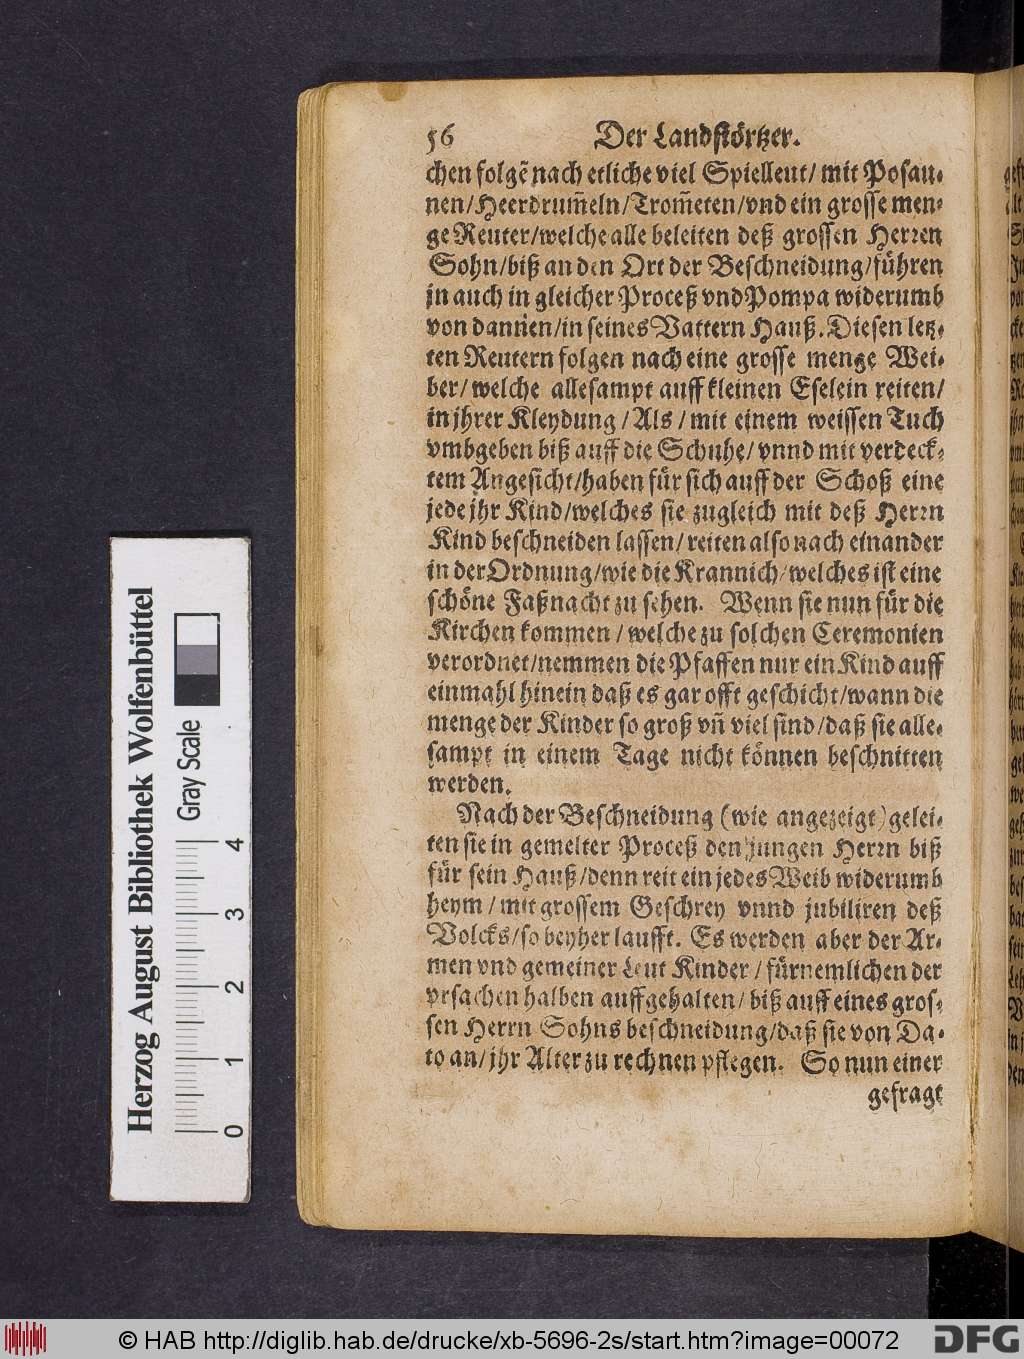 56 Der Landstörtzer.
chen folgẽ nach etliche viel Spielleut/ mit Posau-
nen/Heerdrum̃eln/Trom̃eten/vnd ein grosse men-
ge Reuter/welche alle beleiten deß grossen Herren
Sohn/biß an den Ort der Beschneidung/führen
jn auch in gleicher Proceß vnd Pompa widerumb
von dannen/in seines Vattern Hauß. Diesen letz-
ten Reutern folgen nach eine grosse menge Wei-
ber/ welche allesampt auff kleinen Eselein reiten/
in jhrer Kleydung / Als / mit einem weissen Tuch
vmbgeben biß auff die Schuhe/ vnnd mit verdeck-
tem Angesicht/haben für sich auff der Schoß eine
jede jhr Kind/welches sie zugleich mit deß Herrn
Kind beschneiden lassen/ reiten also nach einander
in der Ordnung/wie die Krannich/welches ist eine
schöne Faßnacht zu sehen. Wenn sie nun für die
Kirchen kommen / welche zu solchen Ceremonien
verordnet/nemmen die Pfaffen nur ein Kind auff
einmahl hinein daß es gar offt geschicht/wann die
menge der Kinder so groß vñ viel sind/daß sie alle-
sampt in einem Tage nicht können beschnitten
werden.
Nach der Beschneidung (wie angezeigt) gelei-
ten sie in gemelter Proceß den jungen Herrn biß
für sein Hauß/denn reit ein jedes Weib widerumb
heym / mit grossem Geschrey vnnd jubiliren deß
Volcks/so beyher laufft. Es werden aber der Ar-
men vnd gemeiner Leut Kinder / fürnemlichen der
vrsachen halben auffgehalten/ biß auff eines gros-
sen Herrn Sohns beschneidung/daß sie von Da-
to an/ jhr Alter zu rechnen pflegen. So nun einer
gefragt
Herzog August Bibliothek Wolfenbüttel
Gray Scale
0 1 2 3 4
© HAB http://diglib.hab.de/drucke/xb-5696-2s/start.htm?image=00072
DFG